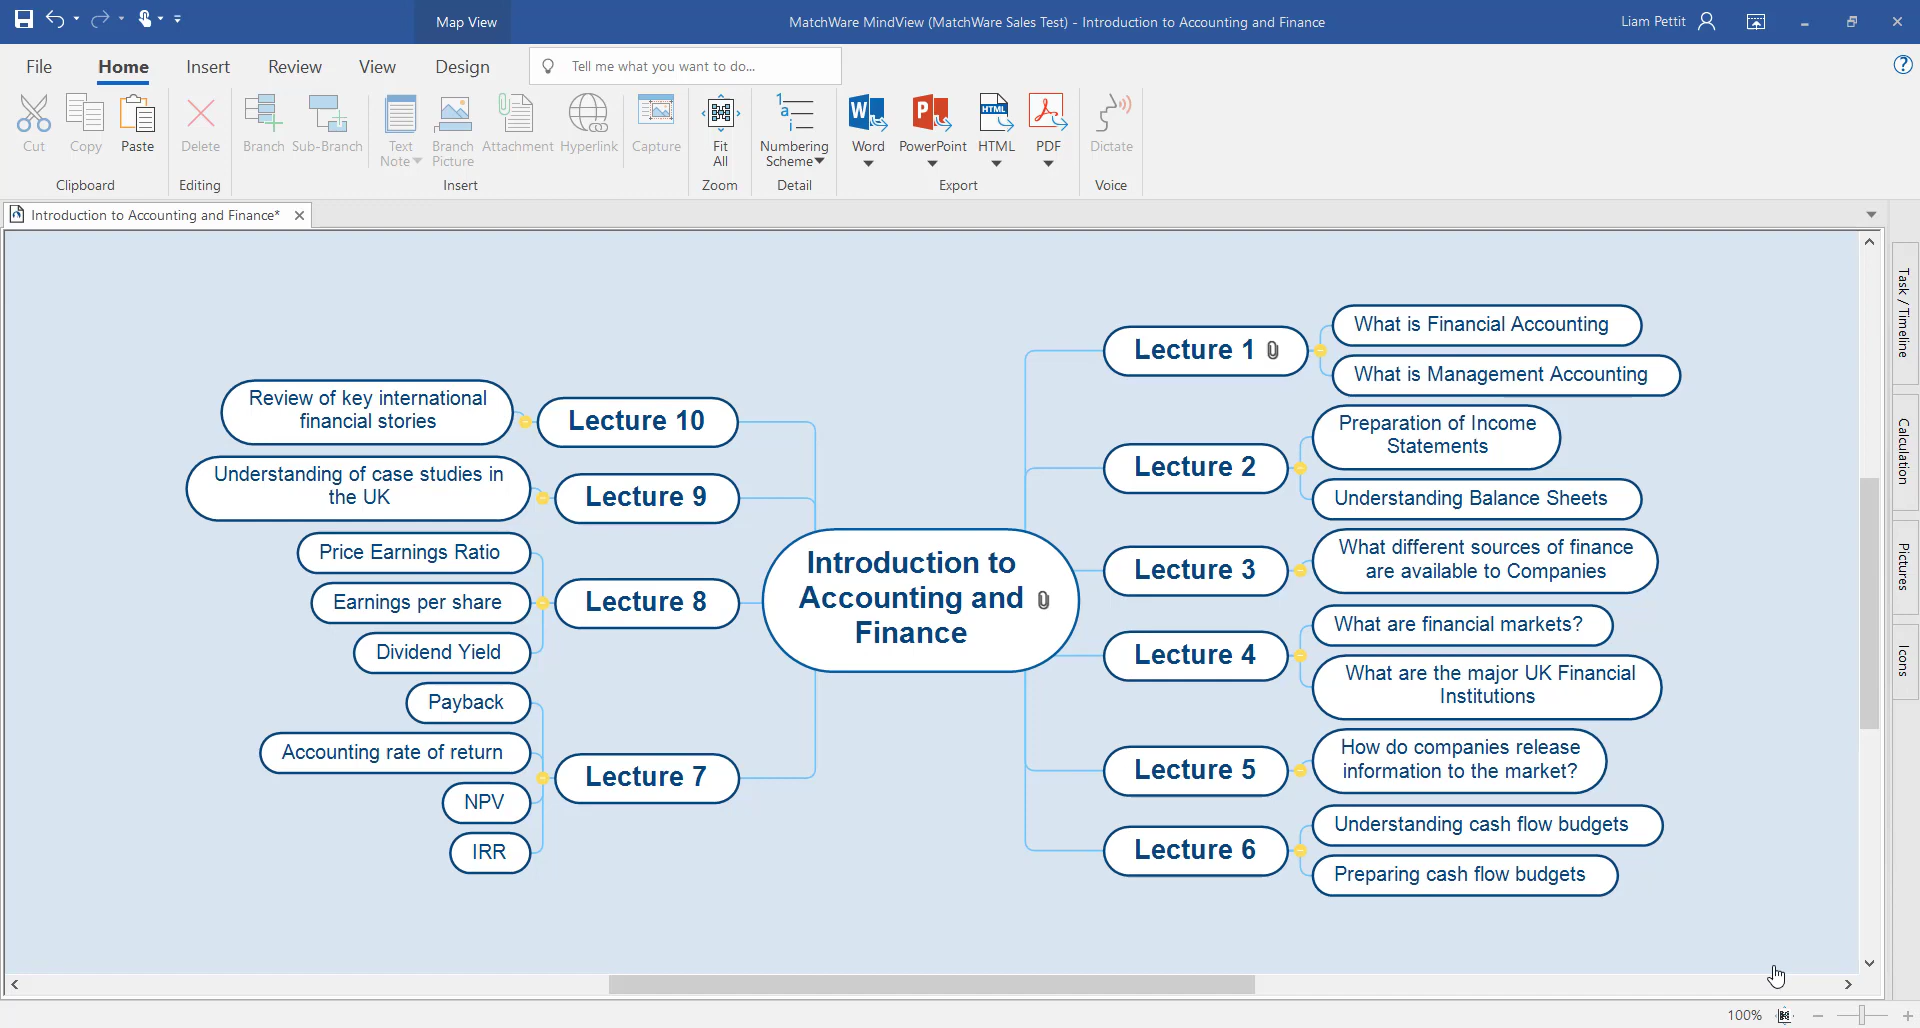 Map View
MatchWare MindView (MatchWare Sales Test) - Introduction to Accounting and Finance
Liam Pettit
File
Home
Insert
Review
View
Design
Tell me what you want to do...
Cut
Copy
Paste
Clipboard
Delete
Editing
Branch
Sub-Branch
Text
Note
Branch
Picture
Attachment
Hyperlink
Capture
Insert
Fit
All
Zoom
Numbering
Scheme
Detail
Word
PowerPoint
HTML
PDF
Export
Dictate
Voice
Introduction to Accounting and Finance*
Introduction to
Accounting and
Finance
Lecture 1
What is Financial Accounting
What is Management Accounting
Lecture 2
Preparation of Income
Statements
Understanding Balance Sheets
Lecture 3
What different sources of finance
are available to Companies
Lecture 4
What are financial markets?
What are the major UK Financial
Institutions
Lecture 5
How do companies release
information to the market?
Lecture 6
Understanding cash flow budgets
Preparing cash flow budgets
Lecture 10
Review of key international
financial stories
Lecture 9
Understanding of case studies in
the UK
Lecture 8
Price Earnings Ratio
Earnings per share
Dividend Yield
Lecture 7
Payback
Accounting rate of return
NPV
IRR
Task / Timeline
Calculation
Pictures
Icons
100%